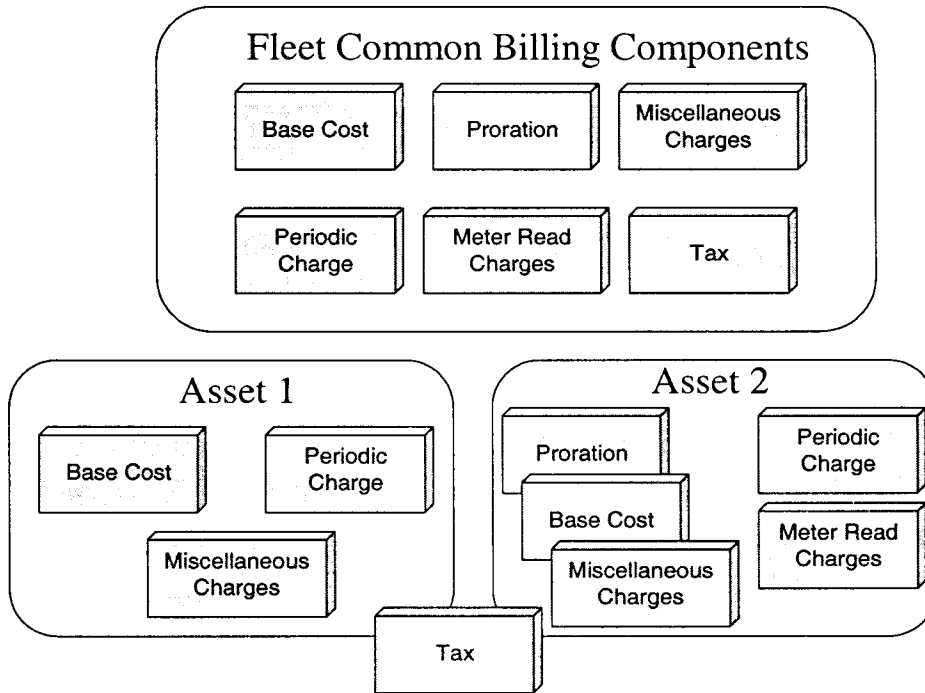 Fleet Common Billing Components
Base Cost
Proration
Miscellaneous
Charges
Periodic
Charge
Meter Read
Charges
Tax
Asset 1
Base Cost
Periodic
Charge
Miscellaneous
Charges
Asset 2
Proration
Base Cost
Miscellaneous
Charges
Periodic
Charge
Meter Read
Charges
Tax